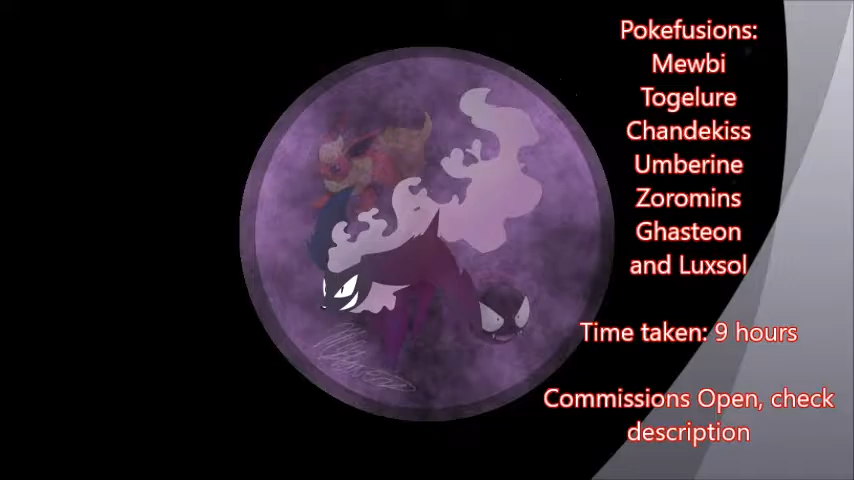 Pokefusions:
Mewbi
Togelure
Chandekiss
Umberine
Zoromins
Ghasteon
and Luxsol
Time taken: 9 hours
Commissions Open, check
description